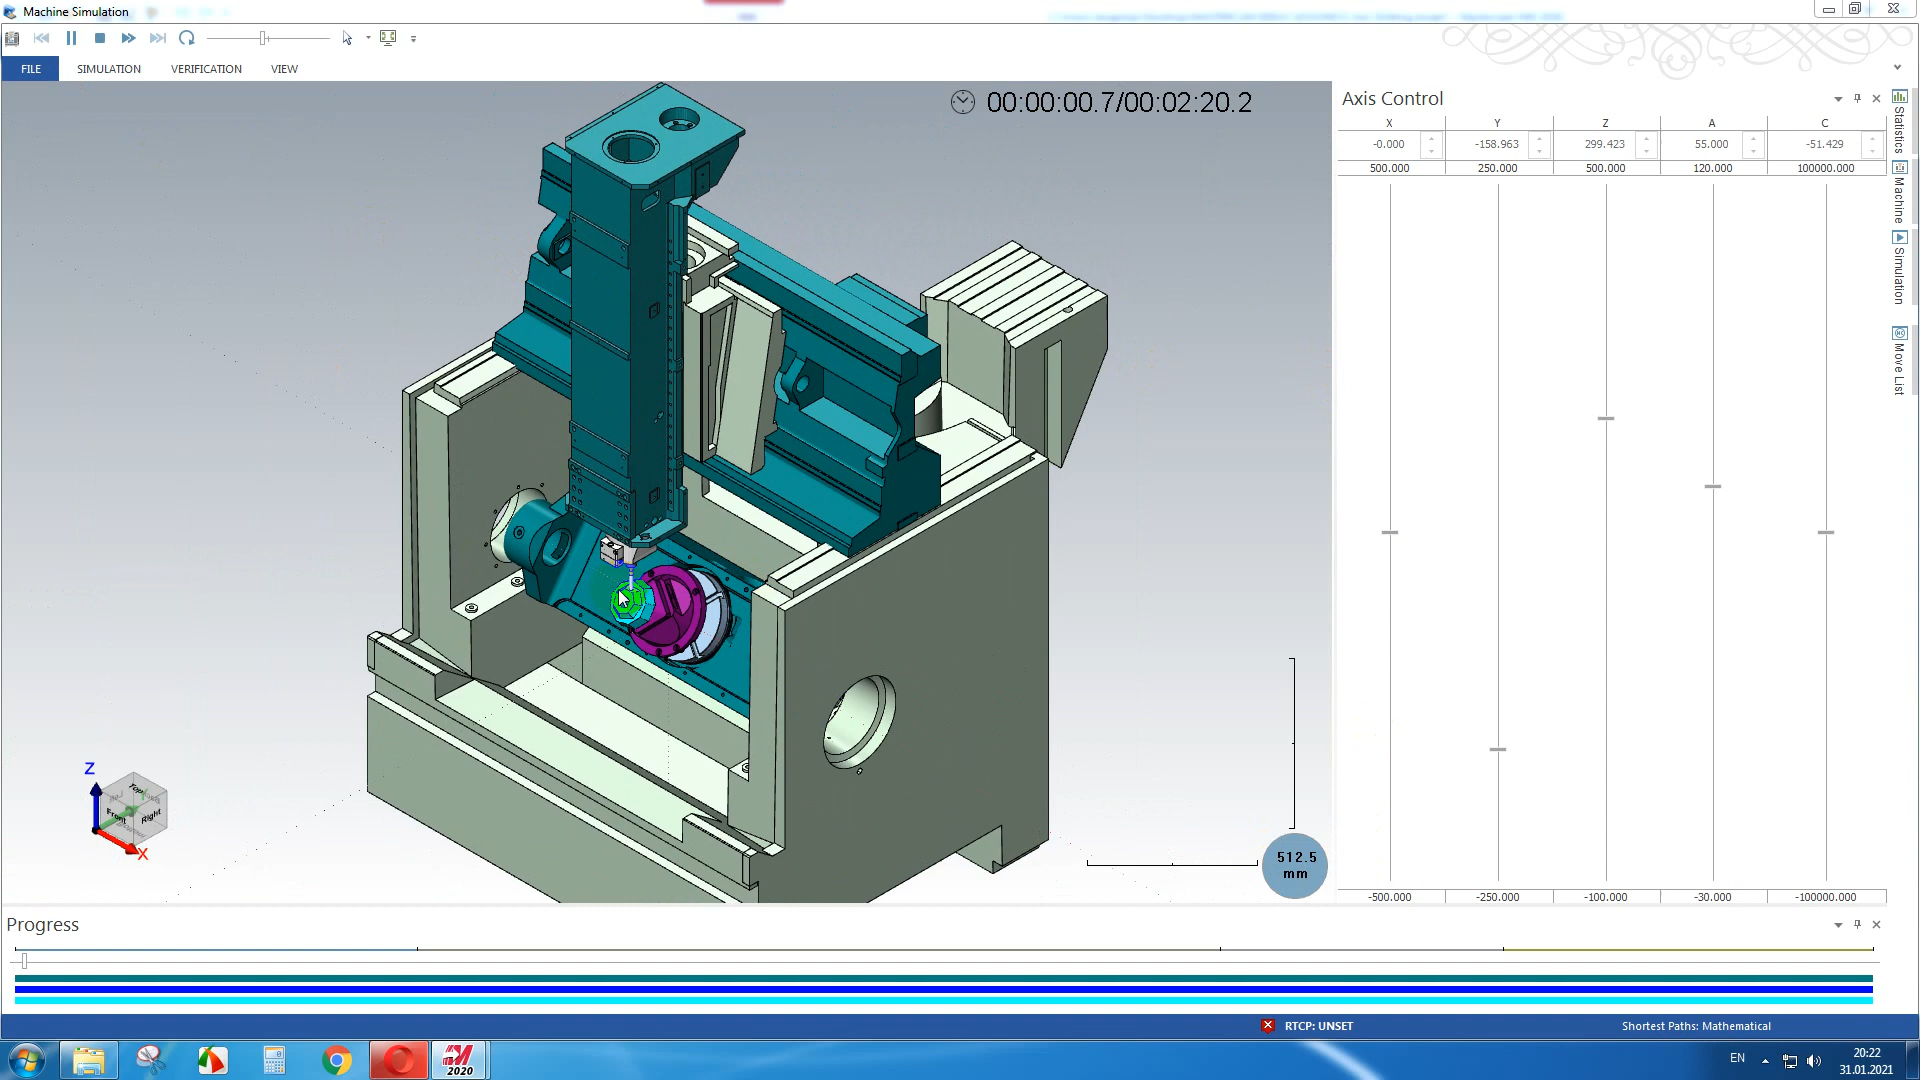 Machine Simulation
FILE SIMULATION VERIFICATION VIEW
00:00:00.7/00:02:20.2
Axis Control
X Y Z A C
-0.000 -158.963 299.423 55.000 -51.429
500.000 250.000 500.000 120.000 100000.000
-500.000 -250.000 -100.000 -30.000 -100000.000
Statistics
Machine
Simulation
Move List
Z
Top
Front
Right
X
512.5
mm
Progress
RTCP: UNSET
Shortest Paths: Mathematical
2020
EN
20:22
31.01.2021